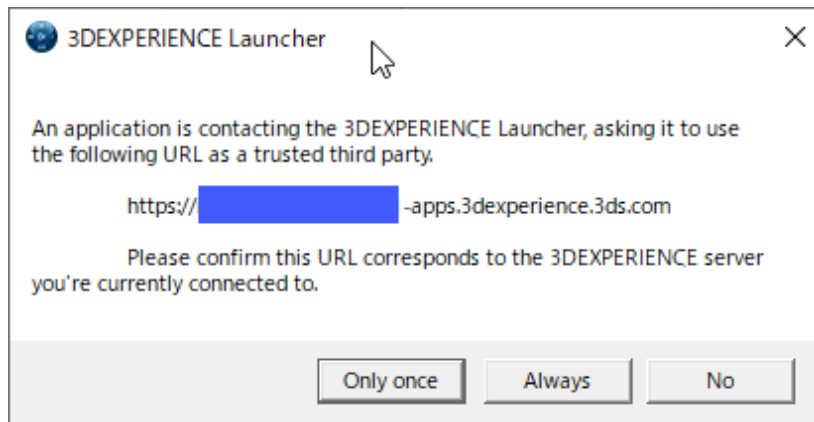 3DEXPERIENCE Launcher
An application is contacting the 3DEXPERIENCE Launcher, asking it to use
the following URL as a trusted third party.
https:// -apps.3dexperience.3ds.com
Please confirm this URL corresponds to the 3DEXPERIENCE server
you're currently connected to.
Only once Always No